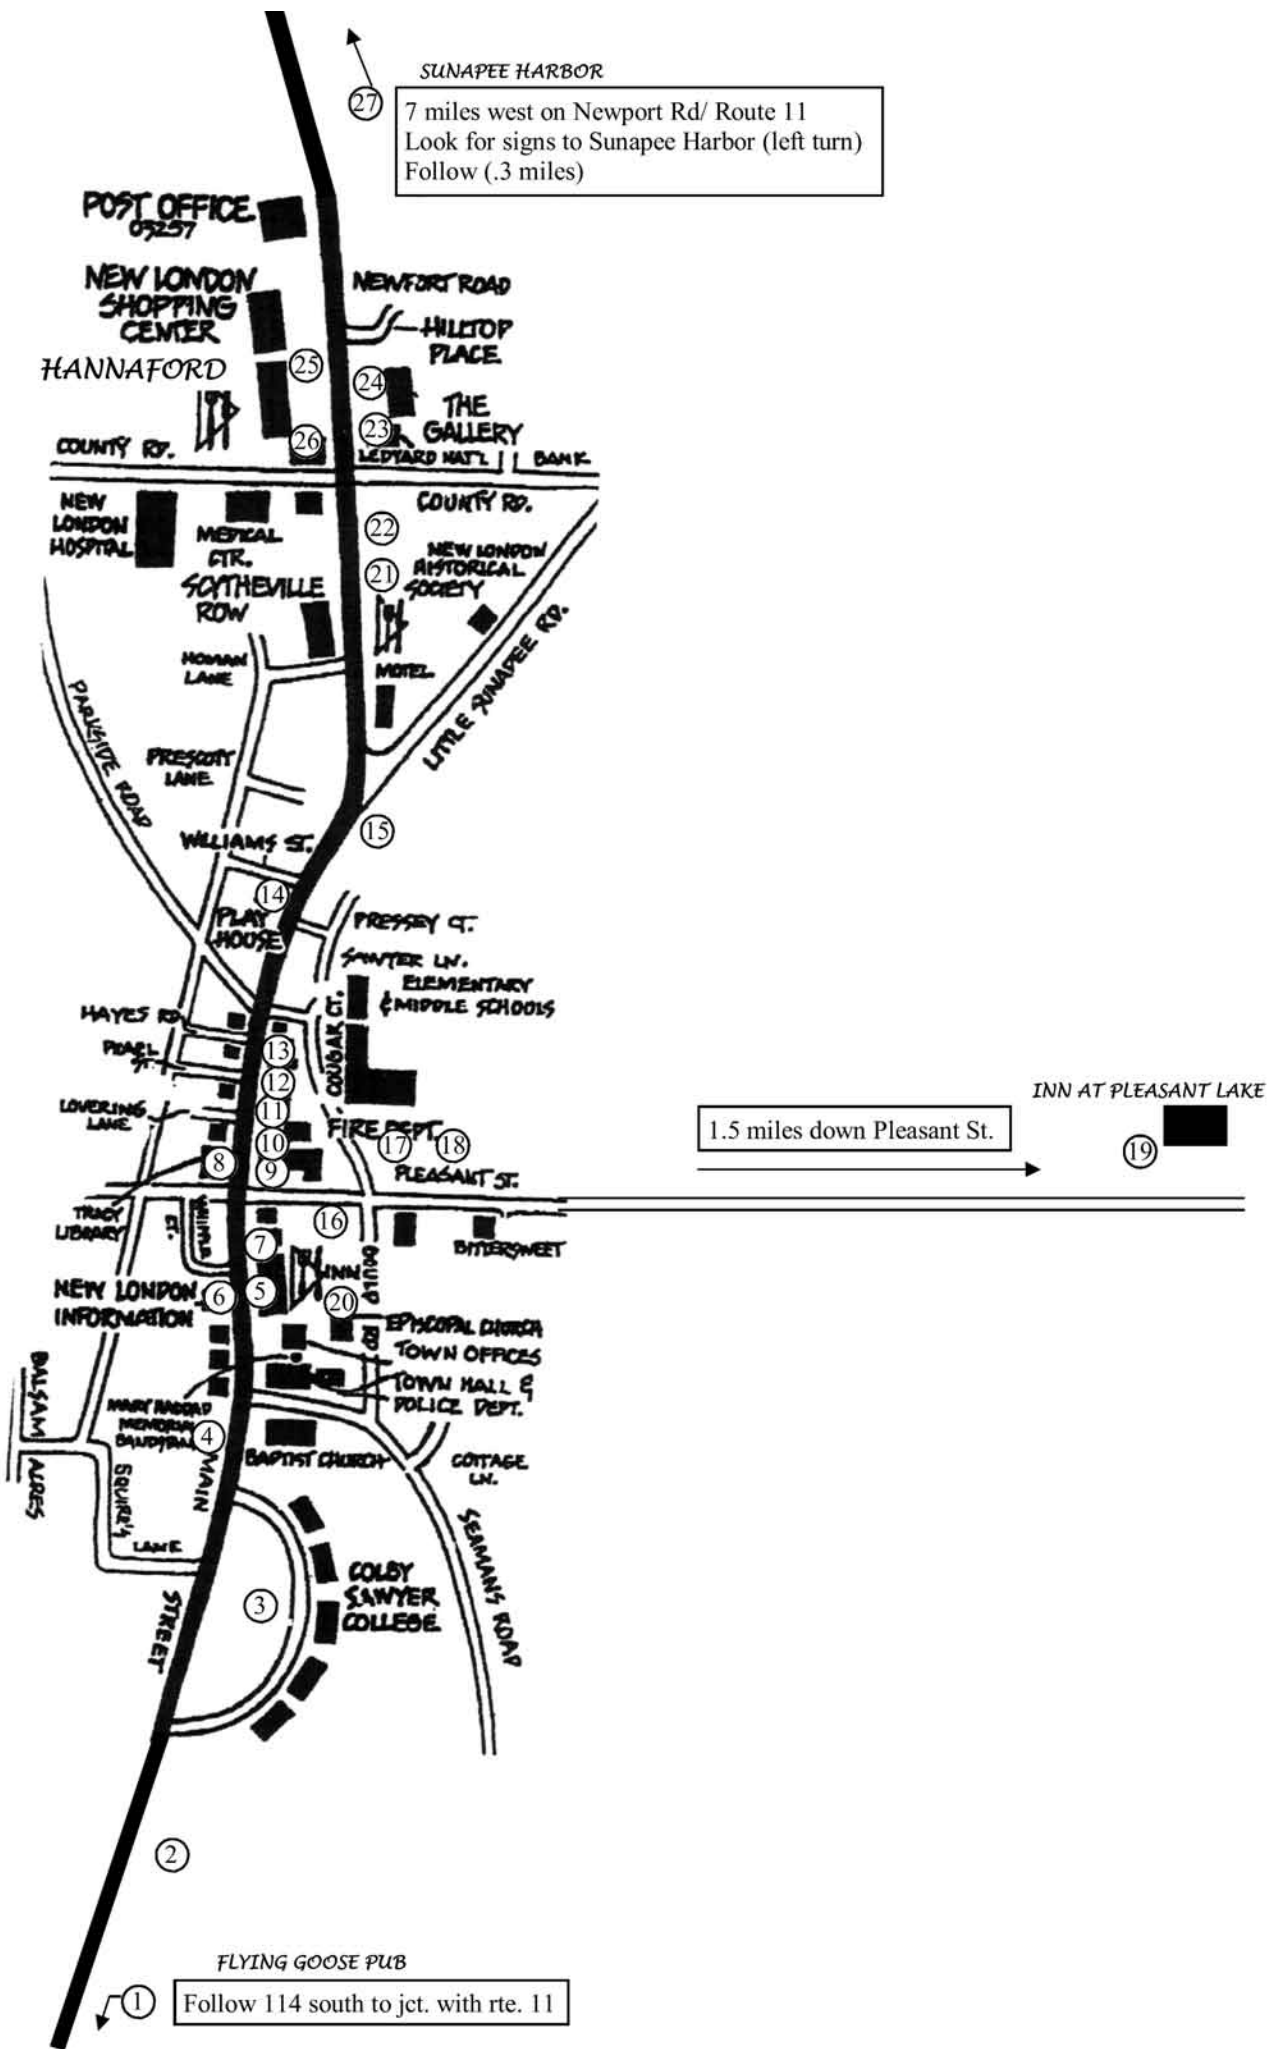 SUNAPEE HARBOR
27
7 miles west on Newport Rd/ Route 11
Look for signs to Sunapee Harbor (left turn)
Follow (.3 miles)
POST OFFICE
03257
NEW LONDON
SHOPPING
CENTER
NEWPORT ROAD
HILLTOP
PLACE
HANNAFORD
25
24
THE
GALLERY
23
26
COUNTY RD.
LEDYARD NAT'L BANK
NEW
LONDON
HOSPITAL
MEDICAL
CTR.
COUNTY RD.
22
NEW LONDON
HISTORICAL
SOCIETY
21
SCYTHEVILLE
ROW
LITTLE SUNAPEE RD.
HOMAN
LANE
MOTEL
PARKSIDE ROAD
PRESCOTT
LANE
15
WILLIAMS ST.
14
PLAY
HOUSE
PRESSEY CT.
SAWYER LN.
ELEMENTARY
& MIDDLE SCHOOLS
COUGAR CT.
HAYES RD
PEARL
ST.
13
12
LOVERING
LANE
11
FIRE DEPT.
10
17
18
8
9
PLEASANT ST.
1.5 miles down Pleasant St.
INN AT PLEASANT LAKE
19
TRACY
LIBRARY
WHIPPLE
CT.
16
BITTERSWEET
7
INN
GOULD
RD
NEW LONDON
INFORMATION
6
5
20
EPISCOPAL CHURCH
TOWN OFFICES
TOWN HALL &
POLICE DEPT.
BALSAM
ACRES
MARY HADDAD
MEMORIAL
4
BAPTIST CHURCH
COTTAGE
LN.
SQUIRE'S
LANE
MAIN
STREET
3
COLBY
SAWYER
COLLEGE
SEAMANS ROAD
2
FLYING GOOSE PUB
1
Follow 114 south to jct. with rte. 11